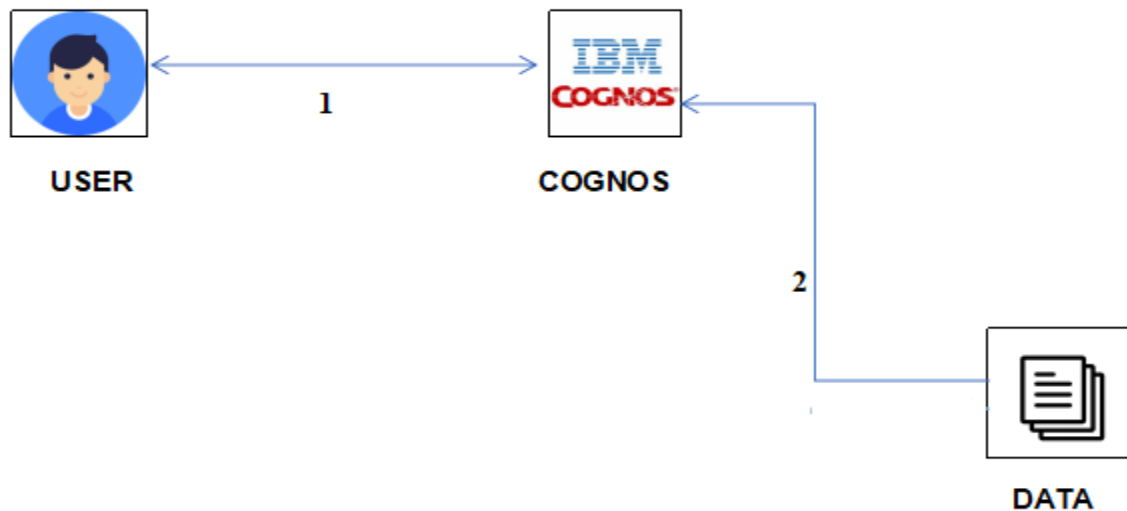 IBM
COGNOS
1
USER
COGNOS
2
DATA